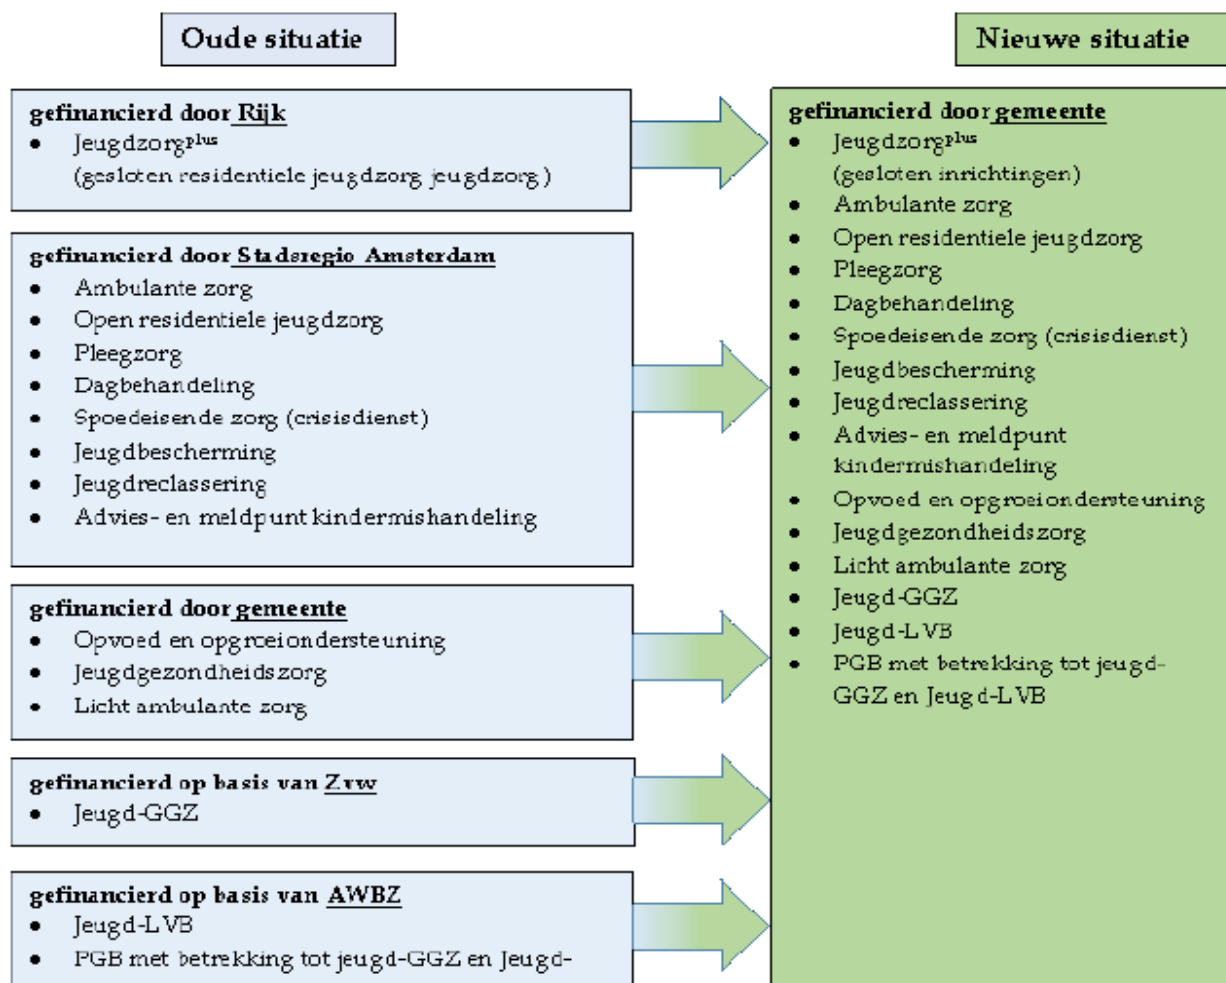 Oude situatie
Nieuwe situatie
gefinancierd door Rijk
• Jeugdzorgplus
(gesloten residentiele jeugdzorg jeugdzorg)
gefinancierd door Stadsregio Amsterdam
• Ambulante zorg
• Open residentiele jeugdzorg
• Pleegzorg
• Dagbehandeling
• Spoedeisende zorg (crisisdienst)
• Jeugdbescherming
• Jeugdreclassering
• Advies- en meldpunt kindermishandeling
gefinancierd door gemeente
• Opvoed en opgroeiondersteuning
• Jeugdgezondheidszorg
• Licht ambulante zorg
gefinancierd op basis van Zvw
• Jeugd-GGZ
gefinancierd op basis van AWBZ
• Jeugd-LVB
• PGB met betrekking tot jeugd-GGZ en Jeugd-
gefinancierd door gemeente
• Jeugdzorgplus
(gesloten inrichtingen)
• Ambulante zorg
• Open residentiele jeugdzorg
• Pleegzorg
• Dagbehandeling
• Spoedeisende zorg (crisisdienst)
• Jeugdbescherming
• Jeugdreclassering
• Advies- en meldpunt
kindermishandeling
• Opvoed en opgroeiondersteuning
• Jeugdgezondheidszorg
• Licht ambulante zorg
• Jeugd-GGZ
• Jeugd-LVB
• PGB met betrekking tot jeugd-
GGZ en Jeugd-LVB